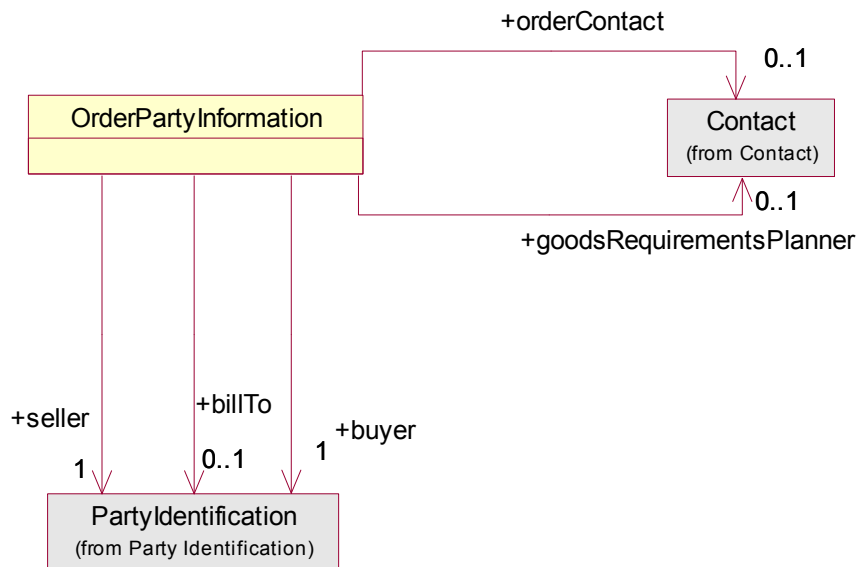 +orderContact
0..1
OrderPartyInformation
Contact
(from Contact)
0..1
+goodsRequirementsPlanner
+seller
+billTo
+buyer
1
0..1
1
PartyIdentification
(from Party Identification)